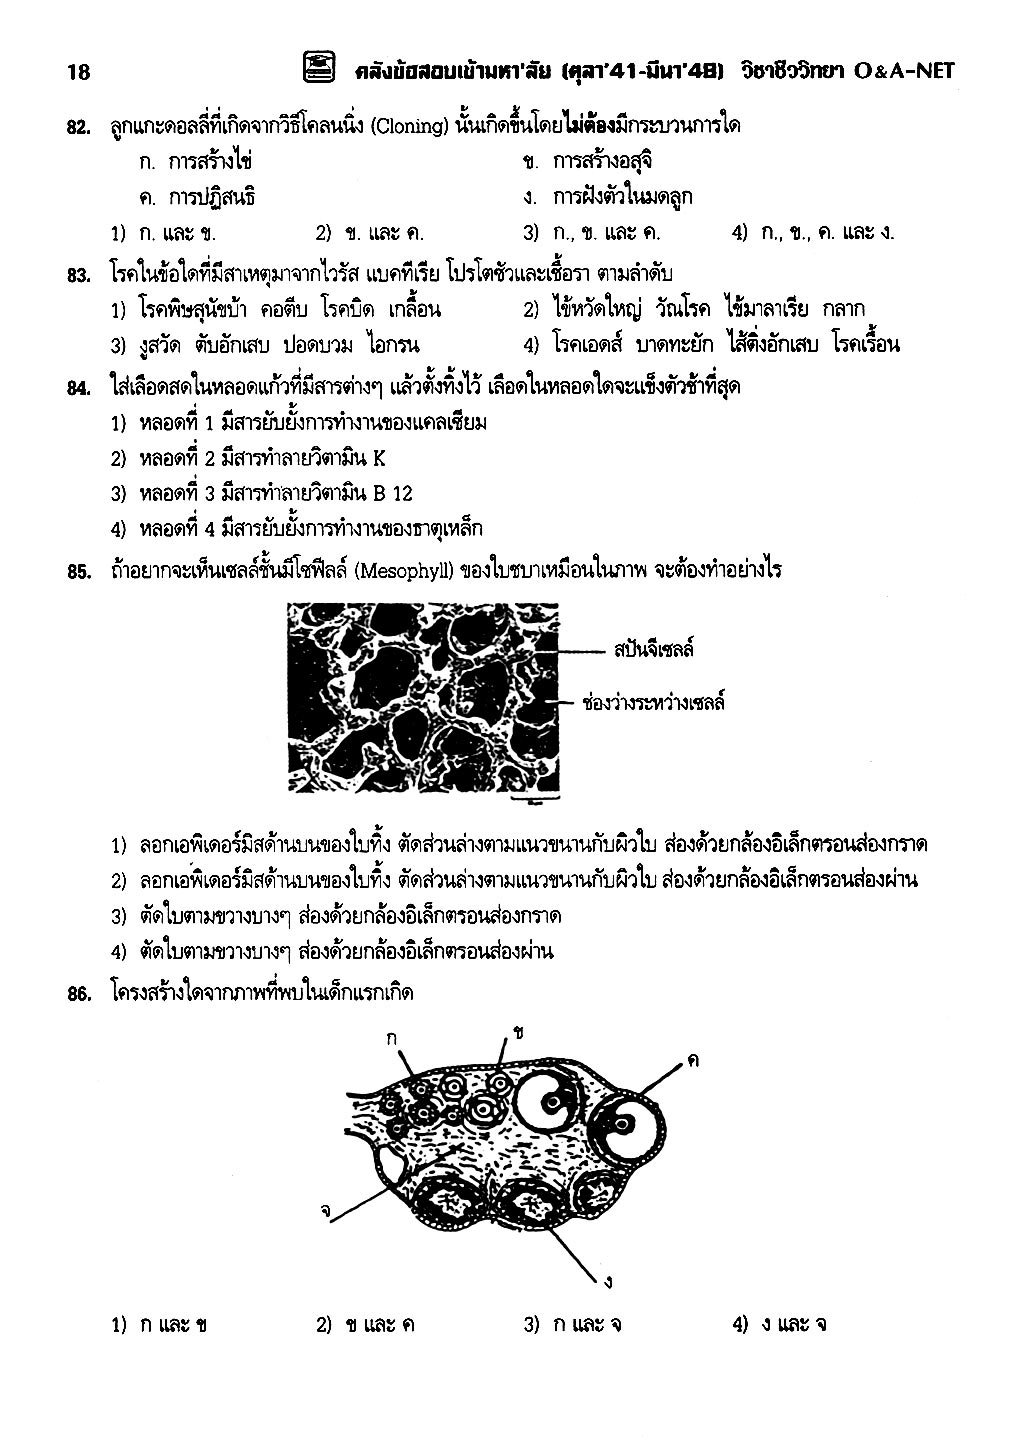 18 คลังข้อสอบเข้ามหา'ลัย (ตุลา'41-มีนา'48) วิชาชีววิทยา O&A-NET
82. ลูกแกะดอลลี่ที่เกิดจากวิธีโคลนนิ่ง (Cloning) นั้นเกิดขึ้นโดยไม่ต้องมีกระบวนการใด
ก. การสร้างไข่ ข. การสร้างอสุจิ
ค. การปฏิสนธิ ง. การฝังตัวในมดลูก
1) ก. และ ข. 2) ข. และ ค. 3) ก., ข. และ ค. 4) ก., ข., ค. และ ง.
83. โรคในข้อใดที่มีสาเหตุมาจากไวรัส แบคทีเรีย โปรโตซัวและเชื้อรา ตามลำดับ
1) โรคพิษสุนัขบ้า คอตีบ โรคบิด เกลื้อน 2) ไข้หวัดใหญ่ วัณโรค ไข้มาลาเรีย กลาก
3) งูสวัด ตับอักเสบ ปอดบวม ไอกรน 4) โรคเอดส์ บาดทะยัก ไส้ติ่งอักเสบ โรคเรื้อน
84. ใส่เลือดสดในหลอดแก้วที่มีสารต่างๆ แล้วตั้งทิ้งไว้ เลือดในหลอดใดจะแข็งตัวช้าที่สุด
1) หลอดที่ 1 มีสารยับยั้งการทำงานของแคลเซียม
2) หลอดที่ 2 มีสารทำลายวิตามิน K
3) หลอดที่ 3 มีสารทำลายวิตามิน B 12
4) หลอดที่ 4 มีสารยับยั้งการทำงานของธาตุเหล็ก
85. ถ้าอยากจะเห็นเซลล์ชั้นมีโซฟีลล์ (Mesophyll) ของใบชบาเหมือนในภาพ จะต้องทำอย่างไร
สปันจีเซลล์
ช่องว่างระหว่างเซลล์
1) ลอกเอพิเดอร์มิสด้านบนของใบทิ้ง ตัดส่วนล่างตามแนวขนานกับผิวใบ ส่องด้วยกล้องอิเล็กตรอนส่องกราด
2) ลอกเอพิเดอร์มิสด้านบนของใบทิ้ง ตัดส่วนล่างตามแนวขนานกับผิวใบ ส่องด้วยกล้องอิเล็กตรอนส่องผ่าน
3) ตัดใบตามขวางบางๆ ส่องด้วยกล้องอิเล็กตรอนส่องกราด
4) ตัดใบตามขวางบางๆ ส่องด้วยกล้องอิเล็กตรอนส่องผ่าน
86. โครงสร้างใดจากภาพที่พบในเด็กแรกเกิด
ก ข
ค
จ
ง
1) ก และ ข 2) ข และ ค 3) ก และ จ 4) ง และ จ